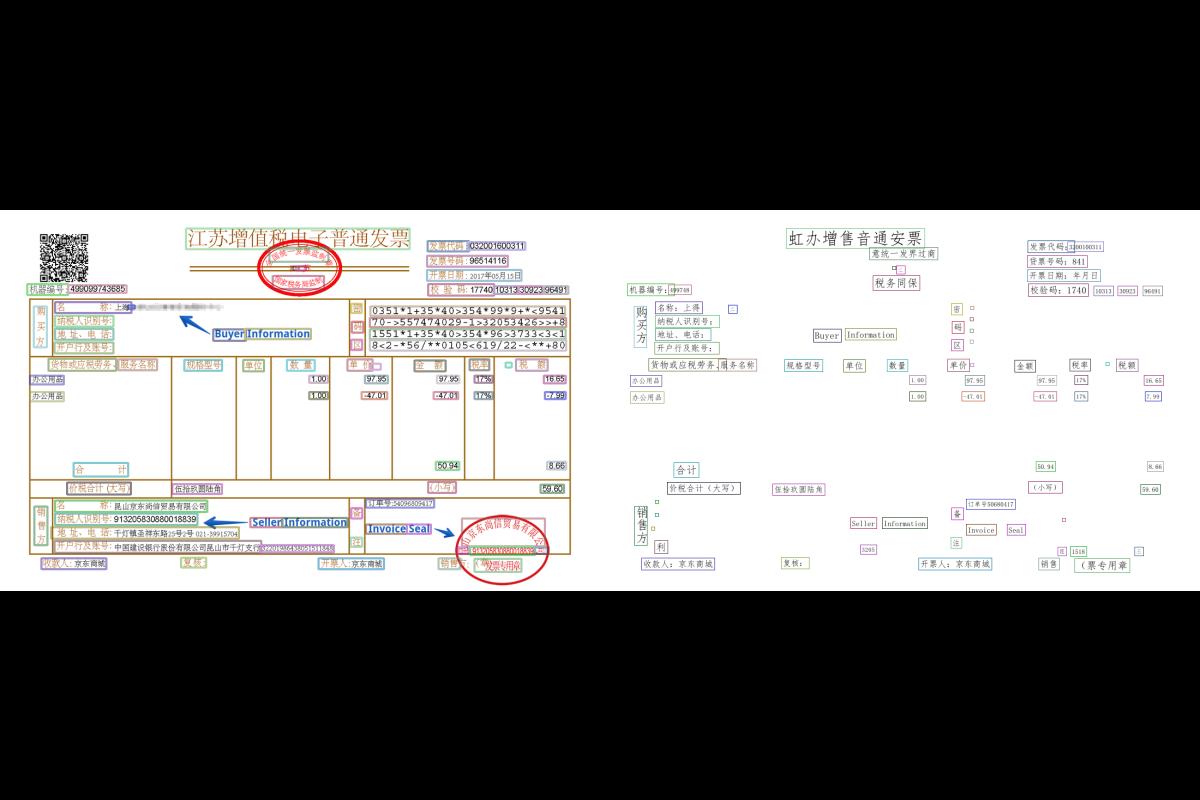 江苏增值税电子普通发票
发票代码: 032001600311
发票号码: 96514116
开票日期: 2017年05月15日
机器编号: 499099743685
校 验 码: 17740 10313 30923 96491
购买方
名 称: 上海
纳税人识别号:
地 址、电 话:
开户行及账号:
Buyer Information
密码区
0351*1+35*40>354*99*9+*<9541
70->557474029-1>32053426>>+8
1551*1+35*40>354*96>3733<3<1
8<2-*56/**0105<619/22-<**+80
货物或应税劳务、服务名称 规格型号 单位 数 量 单 价 金 额 税率 税 额
办公用品 1.00 97.95 97.95 17% 16.65
办公用品 1.00 -47.01 -47.01 17% -7.99
合 计 50.94 8.66
价税合计 (大写) 伍拾玖圆陆角 (小写) 59.60
销售方
名 称: 昆山京东尚信贸易有限公司
纳税人识别号: 913205830880018839
地 址、电 话: 千灯镇圣祥东路25号2号 021-39915704
开户行及账号: 中国建设银行股份有限公司昆山市千灯支行
Seller Information
备注
订单号:54096809417
Invoice Seal
昆山京东尚信贸易有限公司
913205830880018839
发票专用章
收款人: 京东商城 复核: 开票人: 京东商城 销售方: (章)
虹办增售音通安票
意统一发界过商
三
税务同保
发票代码: 3200100311
贷票号码: 841
开票日期: 年月日
机器编号: 499748
校验码: 1740 10313 30923 96491
购买方
名称: 上得 三
纳税人识别号:
地址、电话:
开户行及账号:
Buyer Information
密
码
区
货物或应税劳务、服务名称 规格型号 单位 数量 单价 金额 税率 税额
办公用品 1.00 97.95 97.95 17% 16.65
办公用品 1.00 -47.01 -47.01 17% 7.99
合计 50.94 8.66
价税合计 (大写) 伍拾玖圆陆角 (小写) 59.60
销售方
利
Seller Information
3205
备
注
订单号50680417
Invoice Seal
1518 三
收款人: 京东商城 复核: 开票人: 京东商城 销售 (票专用章